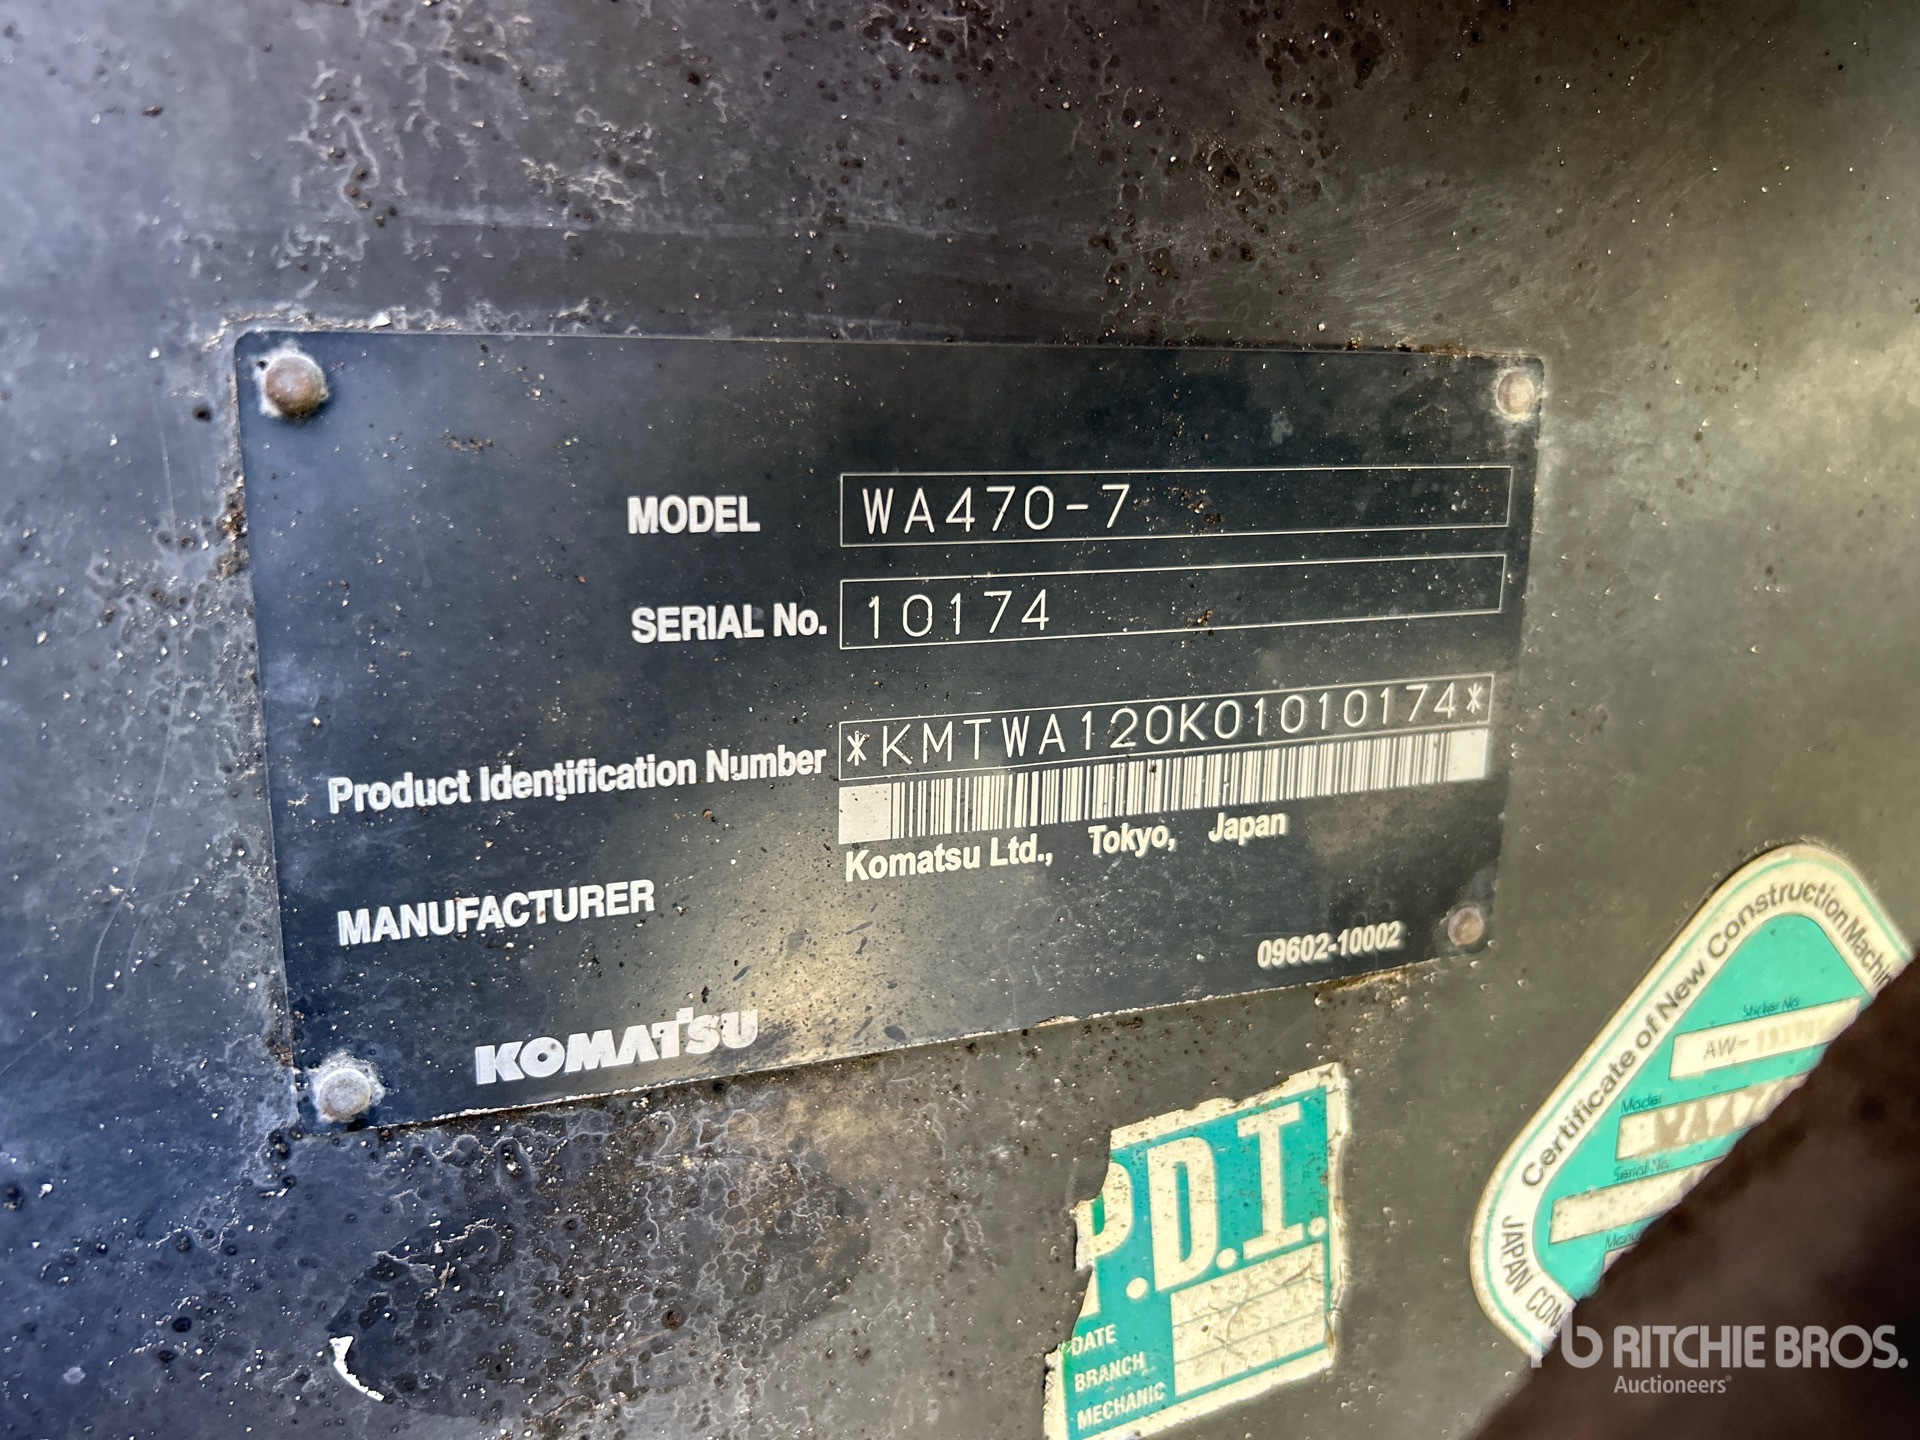 MODEL WA470-7
SERIAL No. 10174
Product Identification Number *KMTWA120K01010174*
MANUFACTURER Komatsu Ltd., Tokyo, Japan
09602-10002
KOMATSU
P.D.I.
DATE
BRANCH
MECHANIC
Certificate of New Construction
Sticker No.
AW-
Model
Serial No.
JAPAN
RITCHIE BROS.
Auctioneers